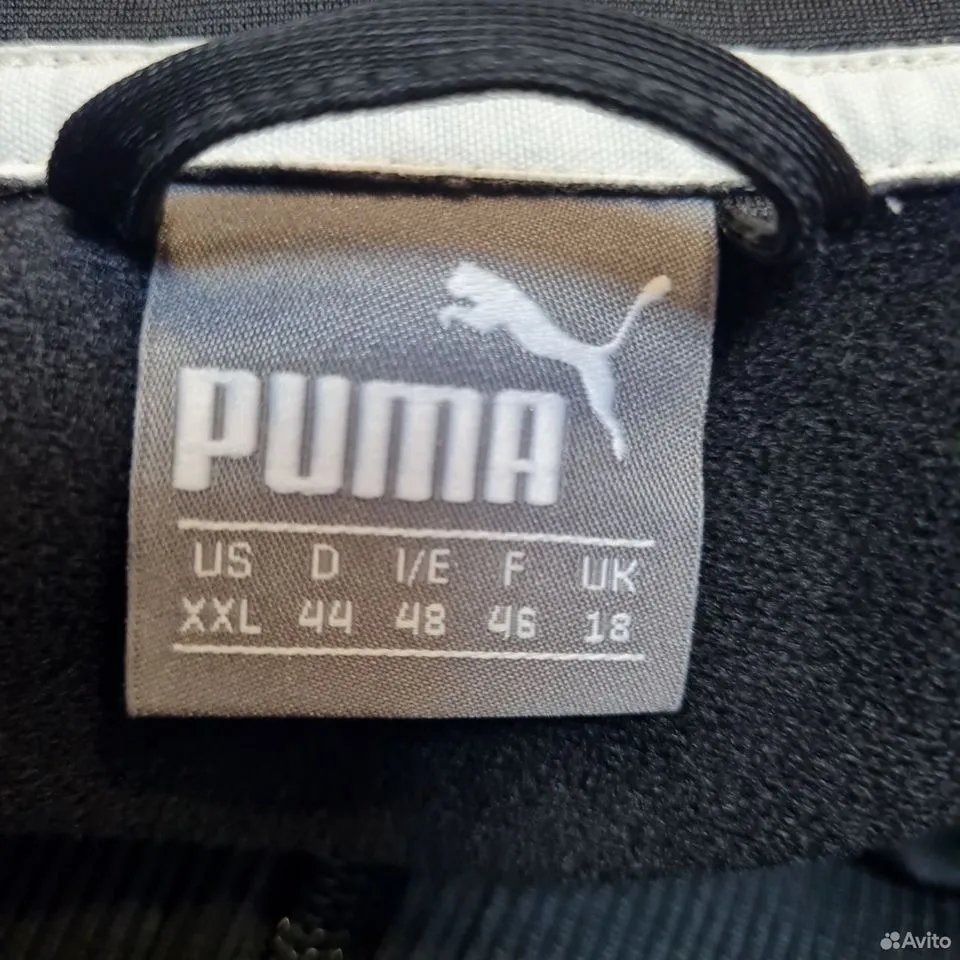 PUMA
US D I/E F UK
XXL 44 48 46 18
Avito